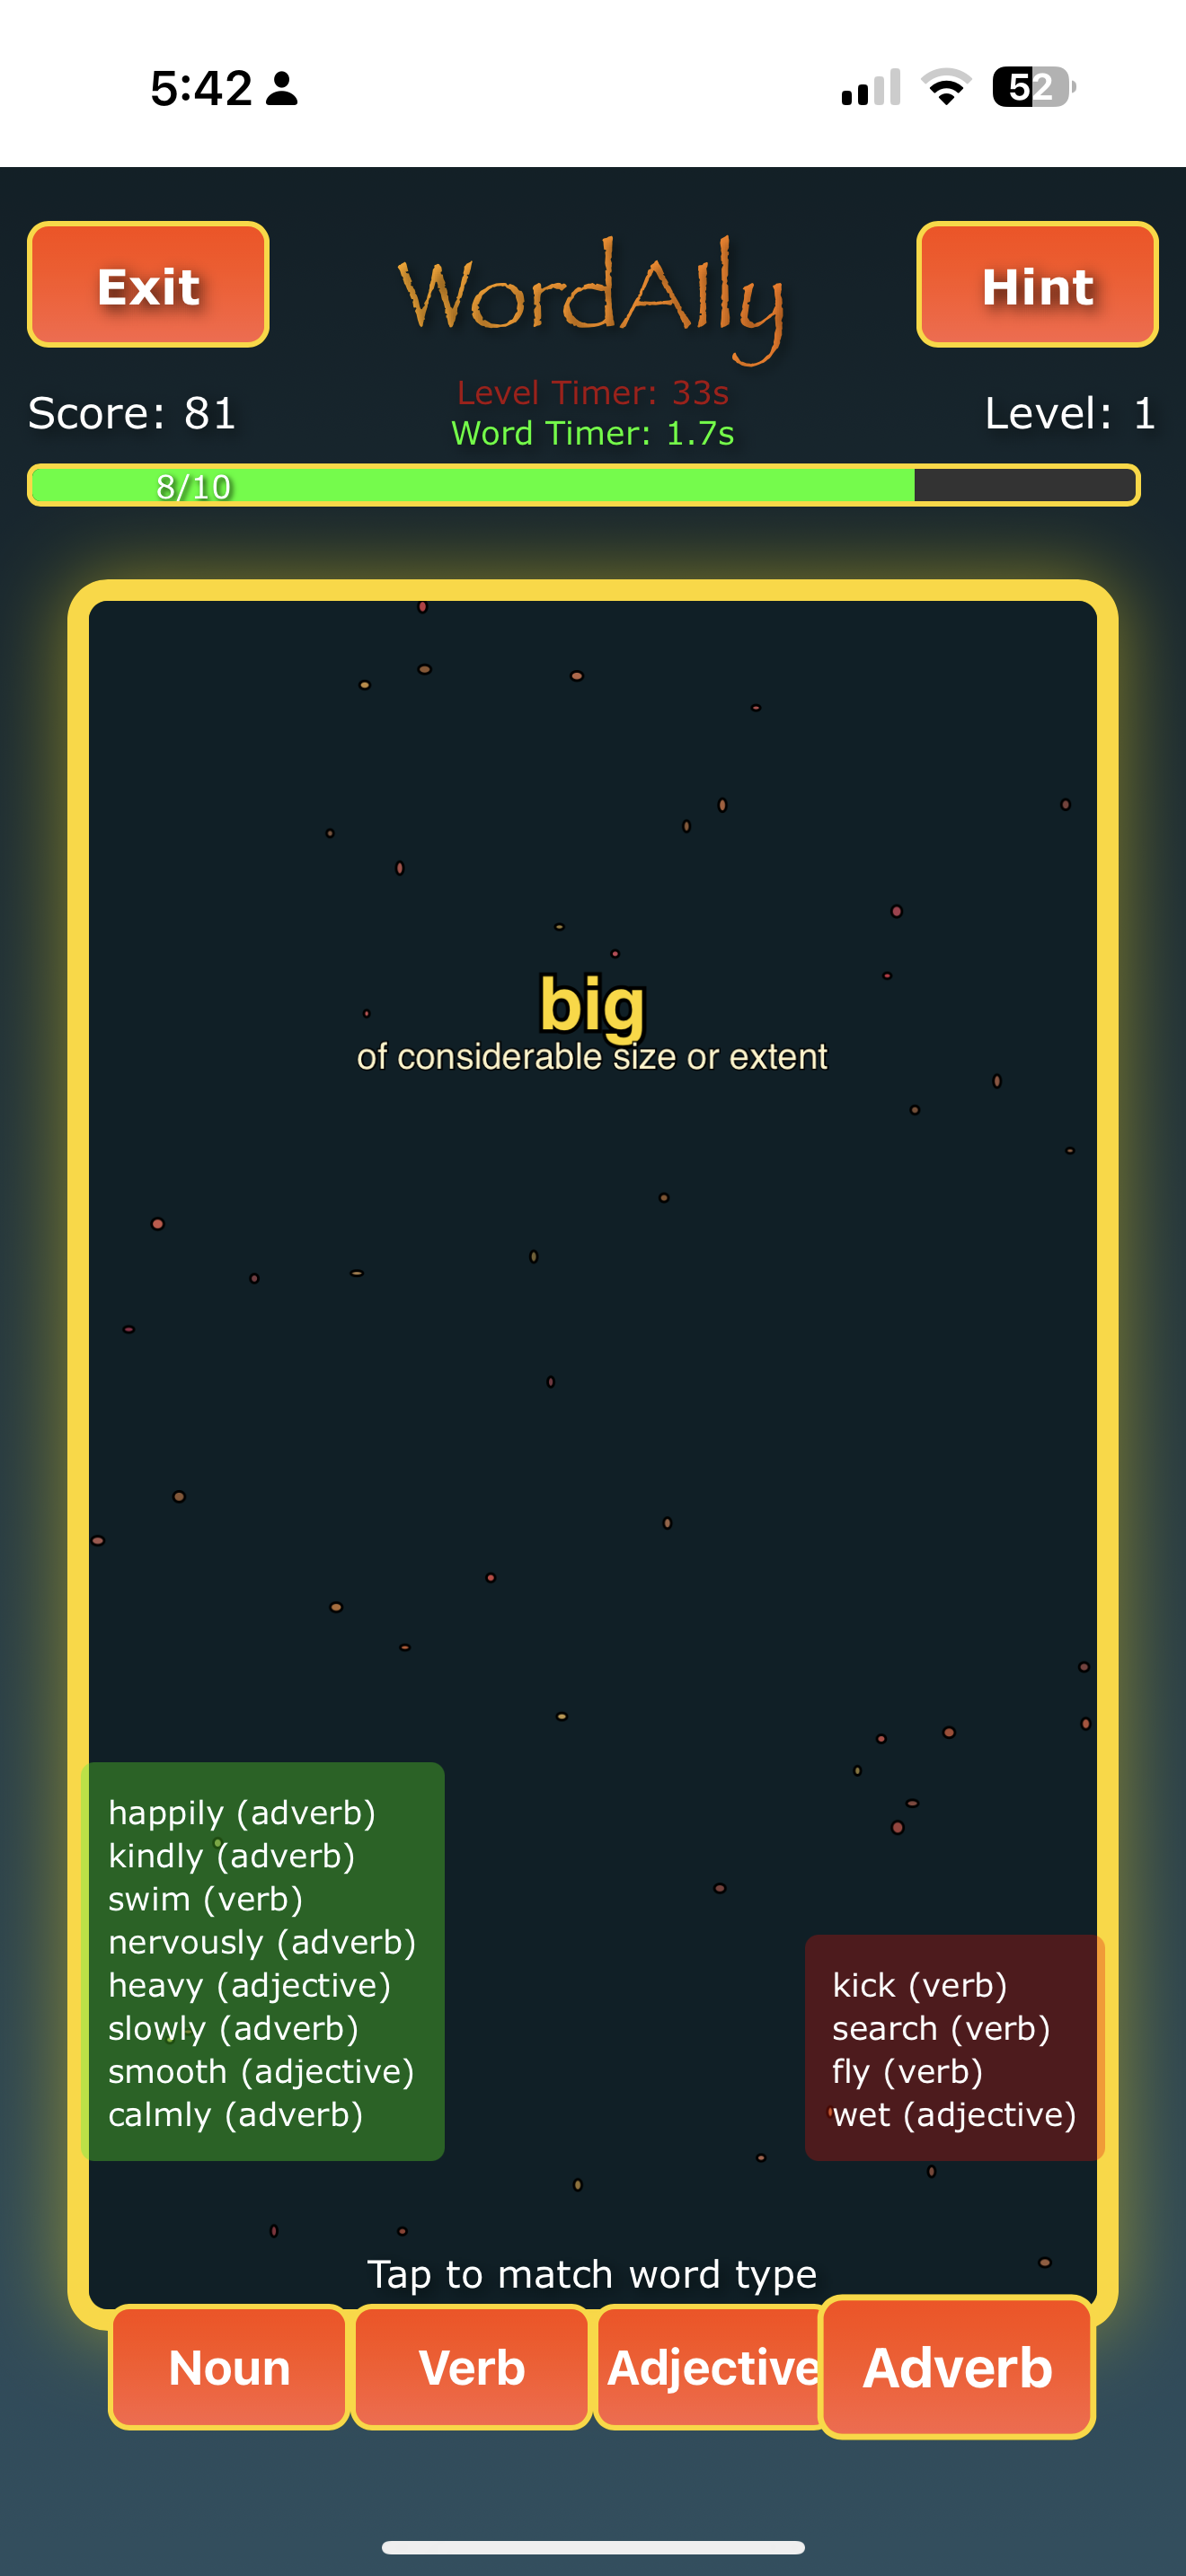 5:42
52
Exit
WordAlly
Hint
Score: 81
Level Timer: 33s
Word Timer: 1.7s
Level: 1
8/10
big
of considerable size or extent
happily (adverb)
kindly (adverb)
swim (verb)
nervously (adverb)
heavy (adjective)
slowly (adverb)
smooth (adjective)
calmly (adverb)
kick (verb)
search (verb)
fly (verb)
wet (adjective)
Tap to match word type
Noun
Verb
Adjective
Adverb